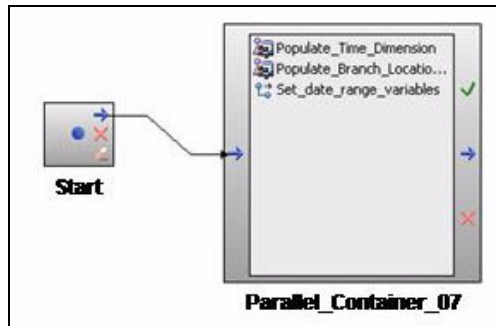 Populate_Time_Dimension
Populate_Branch_Locatio...
Set_date_range_variables
Start
Parallel_Container_07